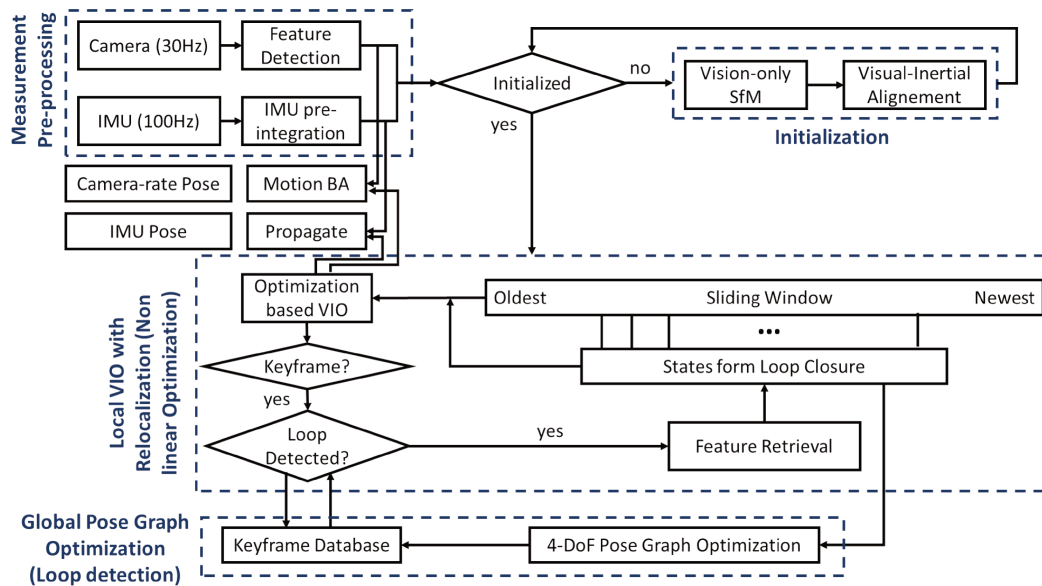 Measurement
Pre-processing
Camera (30Hz)
Feature
Detection
IMU (100Hz)
IMU pre-
integration
Initialized
no
yes
Vision-only
SfM
Visual-Inertial
Alignement
Initialization
Camera-rate Pose
Motion BA
IMU Pose
Propagate
Local VIO with
Relocalization (Non
linear Optimization)
Optimization
based VIO
Oldest
Sliding Window
Newest
...
Keyframe?
States form Loop Closure
yes
Loop
Detected?
yes
Feature Retrieval
Global Pose Graph
Optimization
(Loop detection)
Keyframe Database
4-DoF Pose Graph Optimization